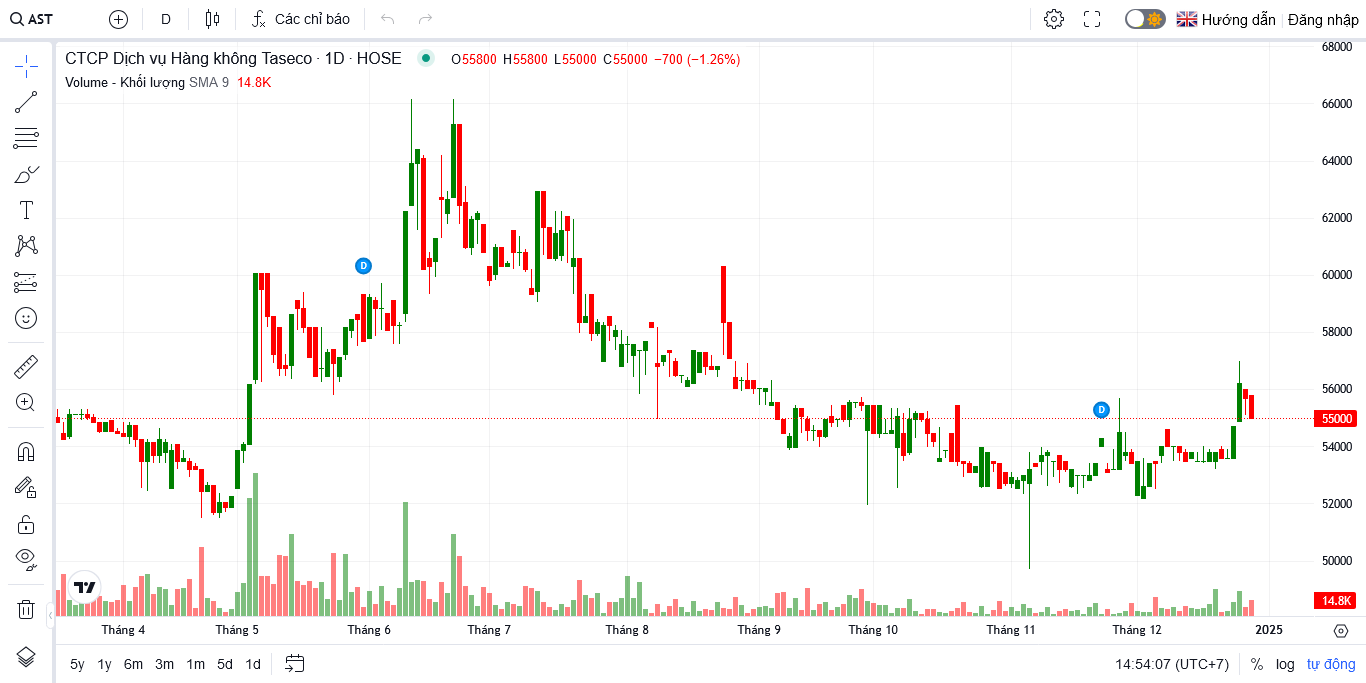 AST D Các chỉ báo Hướng dẫn Đăng nhập
CTCP Dịch vụ Hàng không Taseco · 1D · HOSE O55800 H55800 L55000 C55000 −700 (−1.26%)
Volume - Khối lượng SMA 9 14.8K
68000
66000
64000
62000
60000
58000
56000
55000
54000
52000
50000
14.8K
D
D
Tháng 4 Tháng 5 Tháng 6 Tháng 7 Tháng 8 Tháng 9 Tháng 10 Tháng 11 Tháng 12 2025
5y 1y 6m 3m 1m 5d 1d 14:54:07 (UTC+7) % log tự động